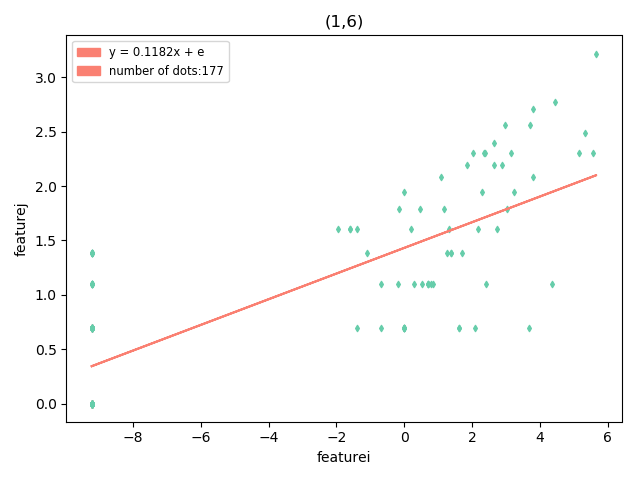 (1,6)
y = 0.1182x + e
number of dots:177
3.0
2.5
2.0
1.5
1.0
0.5
0.0
featurej
−8 −6 −4 −2 0 2 4 6
featurei